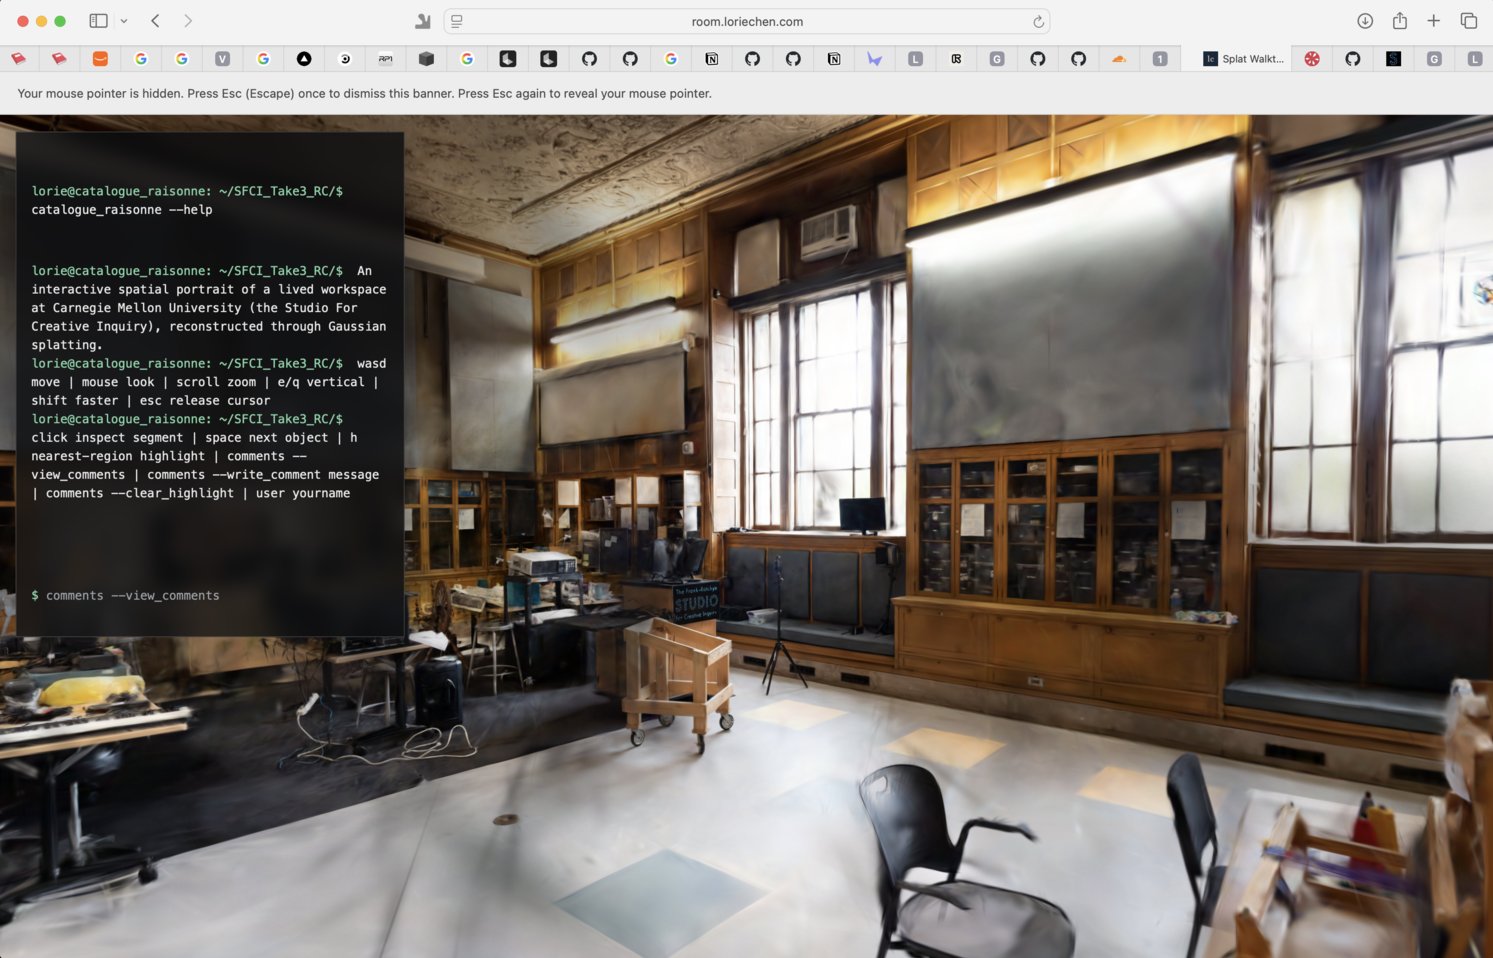 room.loriechen.com
V
RP1
L
G
1
lc Splat Walkt...
S
G
L
Your mouse pointer is hidden. Press Esc (Escape) once to dismiss this banner. Press Esc again to reveal your mouse pointer.
lorie@catalogue_raisonne: ~/SFCI_Take3_RC/$
catalogue_raisonne --help
lorie@catalogue_raisonne: ~/SFCI_Take3_RC/$ An
interactive spatial portrait of a lived workspace
at Carnegie Mellon University (the Studio For
Creative Inquiry), reconstructed through Gaussian
splatting.
lorie@catalogue_raisonne: ~/SFCI_Take3_RC/$ wasd
move | mouse look | scroll zoom | e/q vertical |
shift faster | esc release cursor
lorie@catalogue_raisonne: ~/SFCI_Take3_RC/$
click inspect segment | space next object | h
nearest-region highlight | comments --
view_comments | comments --write_comment message
| comments --clear_highlight | user yourname
$ comments --view_comments
STUDIO